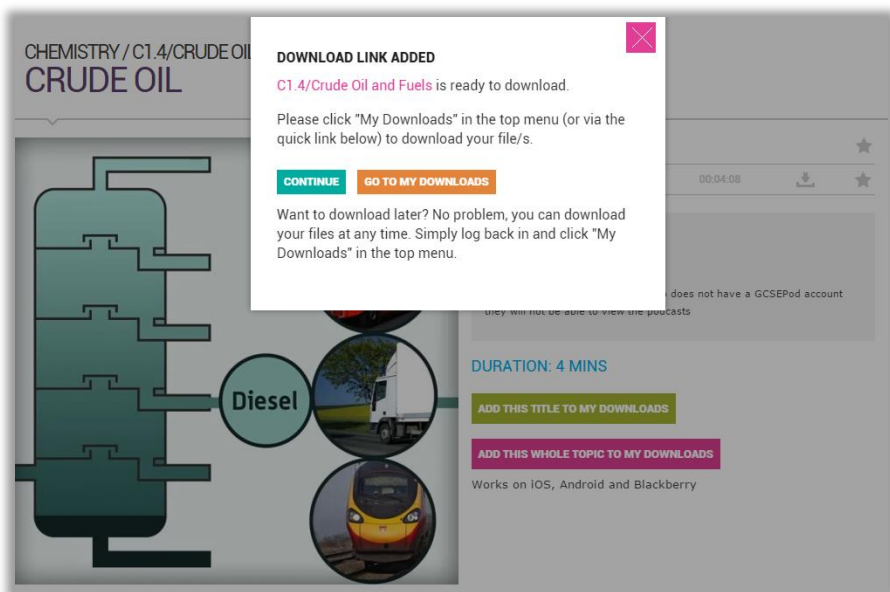 CHEMISTRY / C1.4/CRUDE OIL
CRUDE OIL
DOWNLOAD LINK ADDED
C1.4/Crude Oil and Fuels is ready to download.
Please click "My Downloads" in the top menu (or via the
quick link below) to download your file/s.
CONTINUE
GO TO MY DOWNLOADS
Want to download later? No problem, you can download
your files at any time. Simply log back in and click "My
Downloads" in the top menu.
00:04:08
does not have a GCSEPod account
they will not be able to view the podcasts
Diesel
DURATION: 4 MINS
ADD THIS TITLE TO MY DOWNLOADS
ADD THIS WHOLE TOPIC TO MY DOWNLOADS
Works on iOS, Android and Blackberry